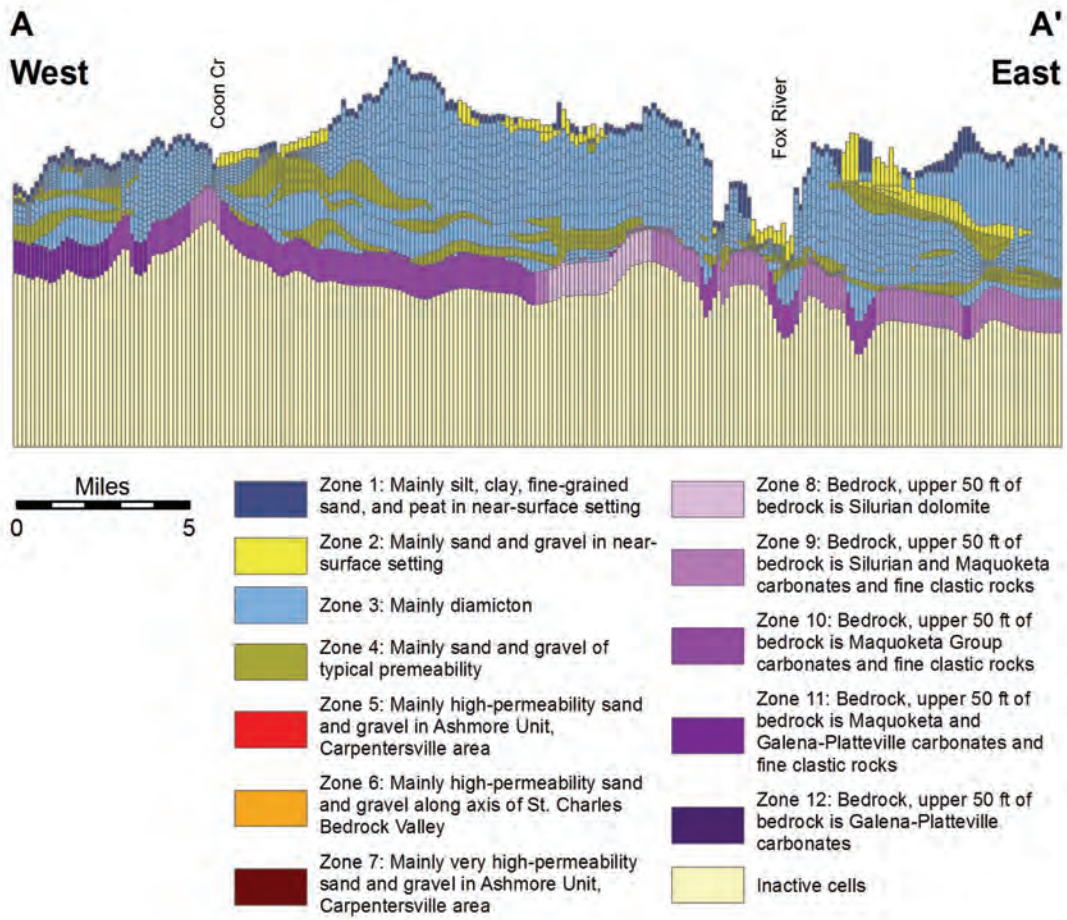 A
West
Coon Cr
Fox River
A'
East
Miles
0 5
Zone 1: Mainly silt, clay, fine-grained
sand, and peat in near-surface setting
Zone 2: Mainly sand and gravel in near-
surface setting
Zone 3: Mainly diamicton
Zone 4: Mainly sand and gravel of
typical premeability
Zone 5: Mainly high-permeability sand
and gravel in Ashmore Unit,
Carpentersville area
Zone 6: Mainly high-permeability sand
and gravel along axis of St. Charles
Bedrock Valley
Zone 7: Mainly very high-permeability
sand and gravel in Ashmore Unit,
Carpentersville area
Zone 8: Bedrock, upper 50 ft of
bedrock is Silurian dolomite
Zone 9: Bedrock, upper 50 ft of
bedrock is Silurian and Maquoketa
carbonates and fine clastic rocks
Zone 10: Bedrock, upper 50 ft of
bedrock is Maquoketa Group
carbonates and fine clastic rocks
Zone 11: Bedrock, upper 50 ft of
bedrock is Maquoketa and
Galena-Platteville carbonates and
fine clastic rocks
Zone 12: Bedrock, upper 50 ft of
bedrock is Galena-Platteville
carbonates
Inactive cells